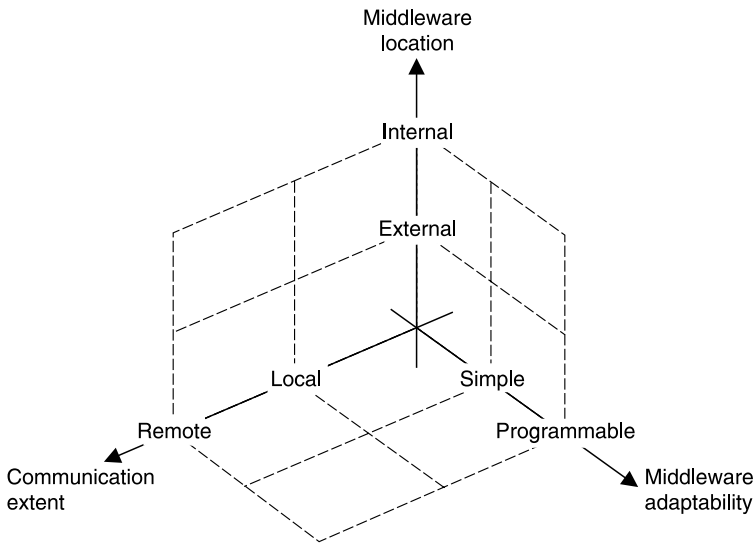 Middleware
location
Internal
External
Local
Simple
Remote
Programmable
Communication
extent
Middleware
adaptability